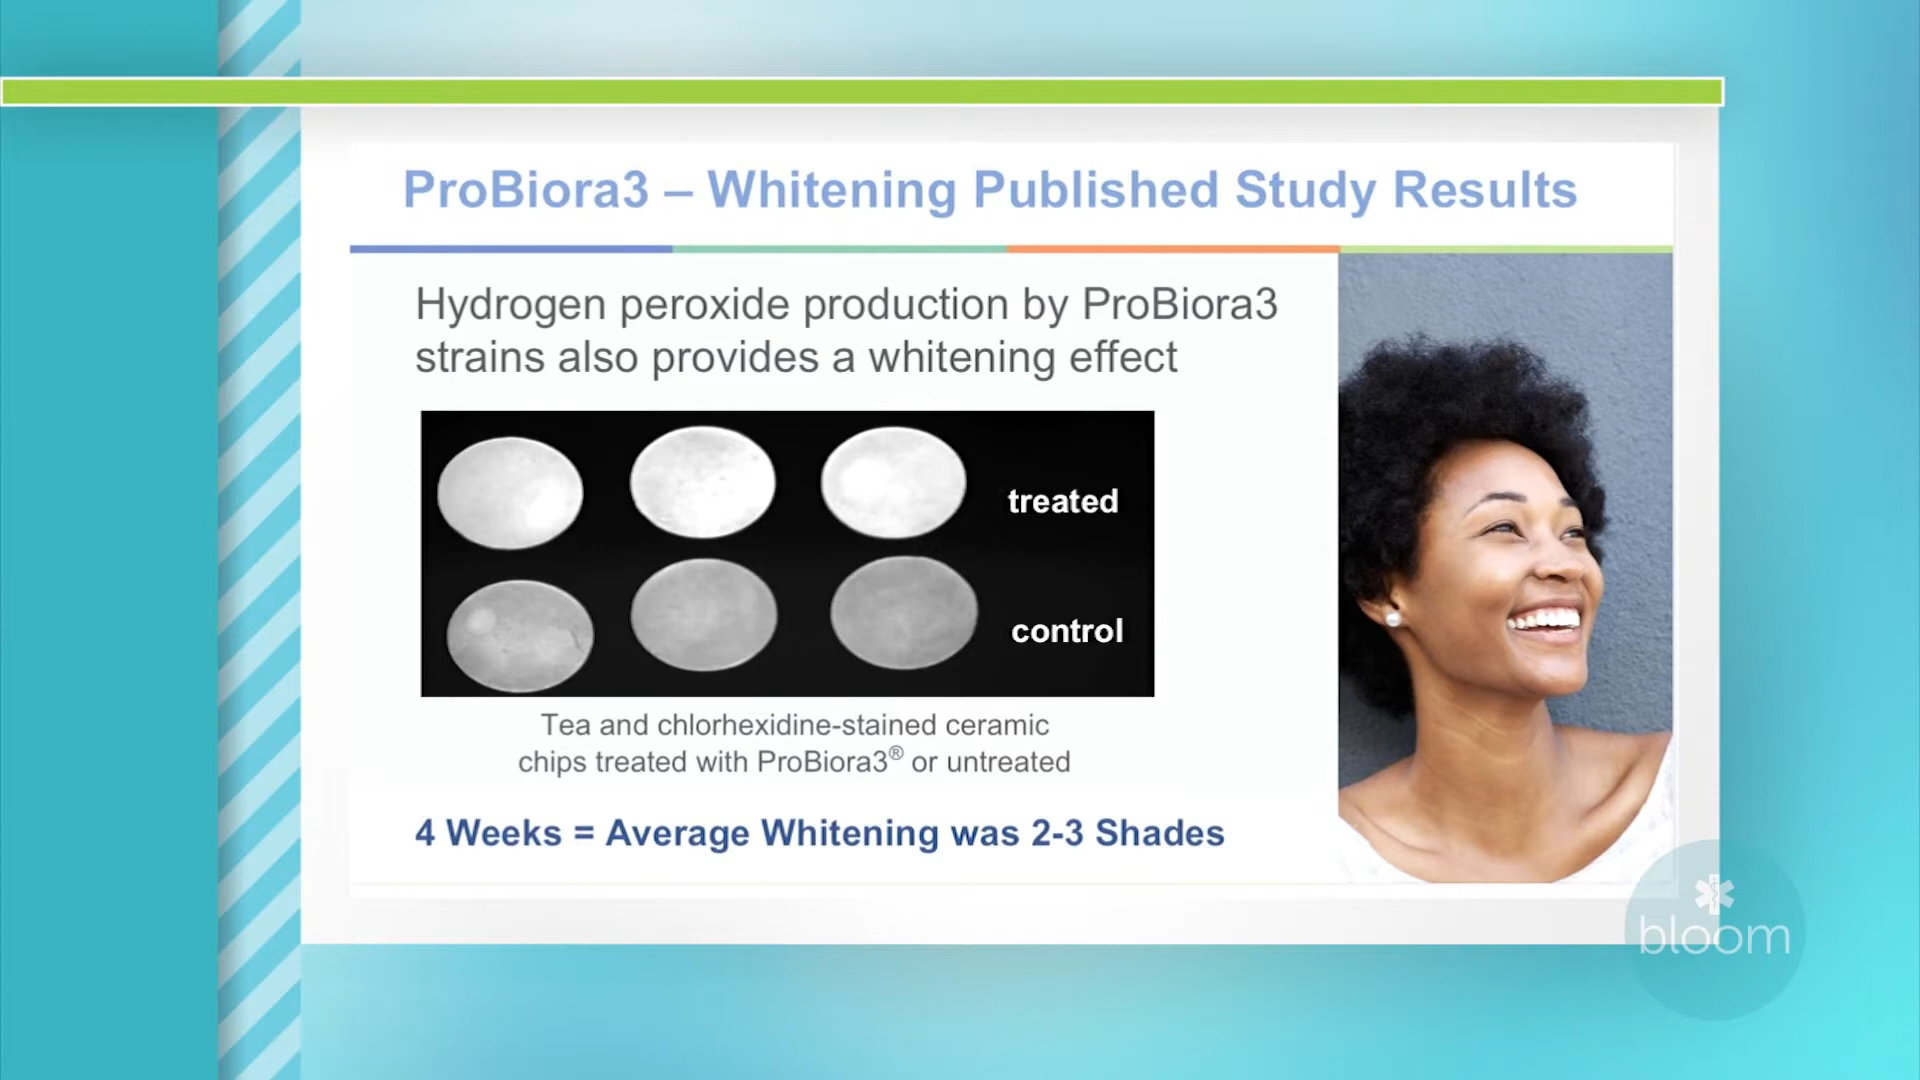 ProBiora3 – Whitening Published Study Results
Hydrogen peroxide production by ProBiora3
strains also provides a whitening effect
treated
control
Tea and chlorhexidine-stained ceramic
chips treated with ProBiora3® or untreated
4 Weeks = Average Whitening was 2-3 Shades
bloom